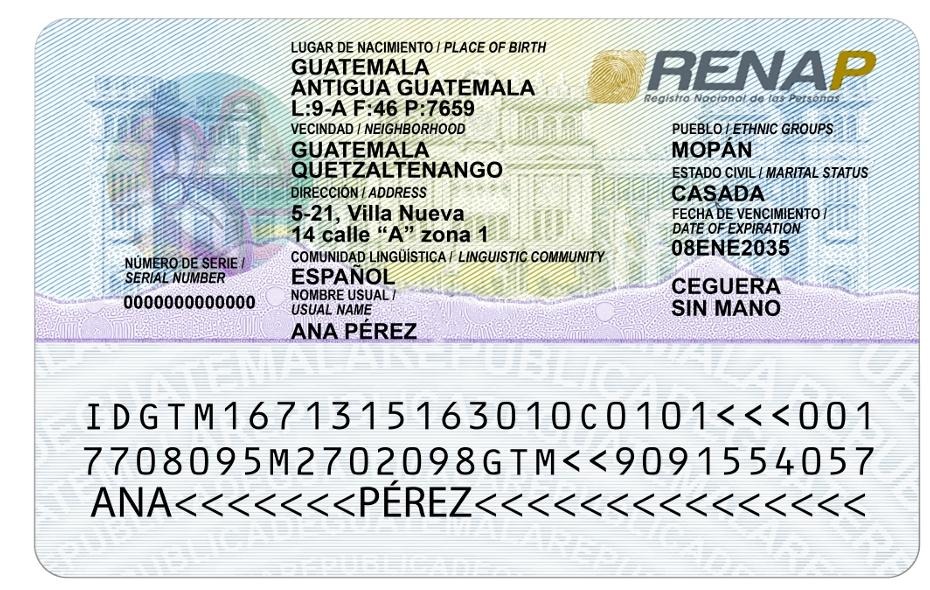 LUGAR DE NACIMIENTO / PLACE OF BIRTH
GUATEMALA
ANTIGUA GUATEMALA
L:9-A F:46 P:7659
VECINDAD / NEIGHBORHOOD
GUATEMALA
QUETZALTENANGO
DIRECCIÓN / ADDRESS
5-21, Villa Nueva
14 calle “A” zona 1
COMUNIDAD LINGÜÍSTICA / LINGUISTIC COMMUNITY
ESPAÑOL
NOMBRE USUAL /
USUAL NAME
ANA PÉREZ
NÚMERO DE SERIE /
SERIAL NUMBER
0000000000000
RENAP
Registro Nacional de las Personas
PUEBLO / ETHNIC GROUPS
MOPÁN
ESTADO CIVIL / MARITAL STATUS
CASADA
FECHA DE VENCIMIENTO /
DATE OF EXPIRATION
08ENE2035
CEGUERA
SIN MANO
IDGTM1671315163010C0101<<<001
7708095M2702098GTM<<9091554057
ANA<<<<<<<PÉREZ<<<<<<<<<<<<<<<